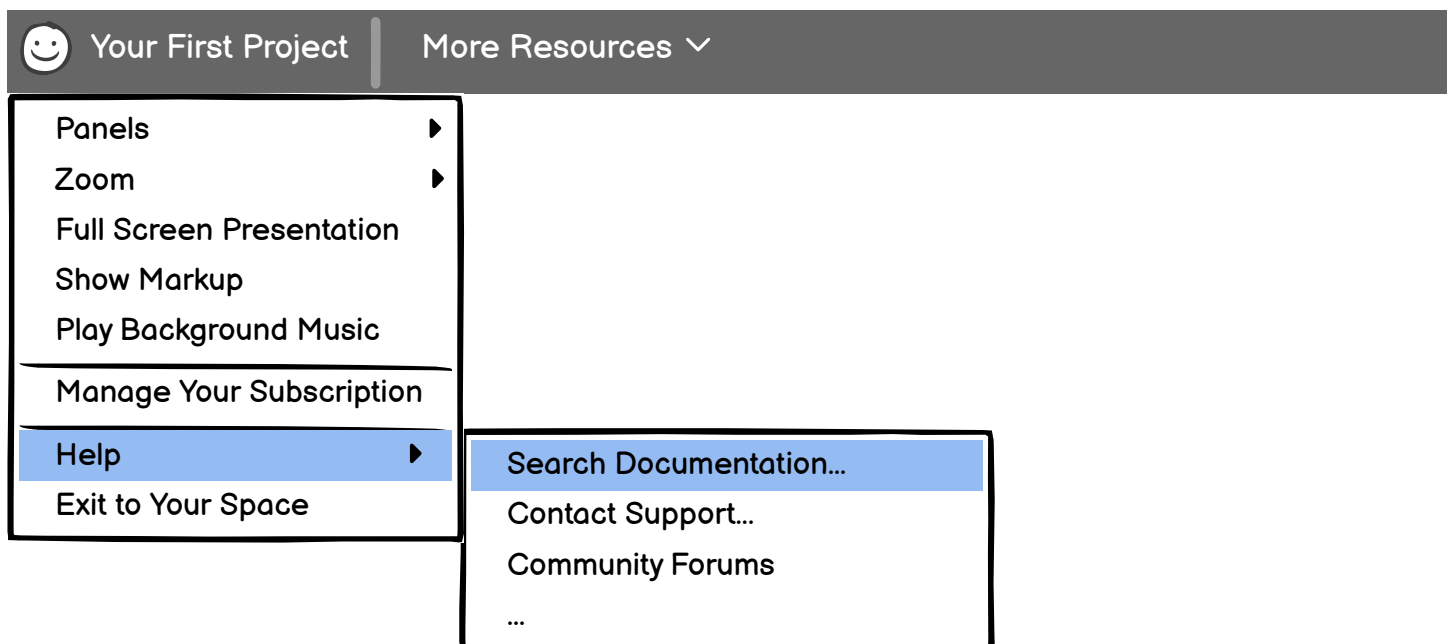 Your First Project
More Resources
Panels
Zoom
Full Screen Presentation
Show Markup
Play Background Music
Manage Your Subscription
Help
Exit to Your Space
Search Documentation...
Contact Support...
Community Forums
...